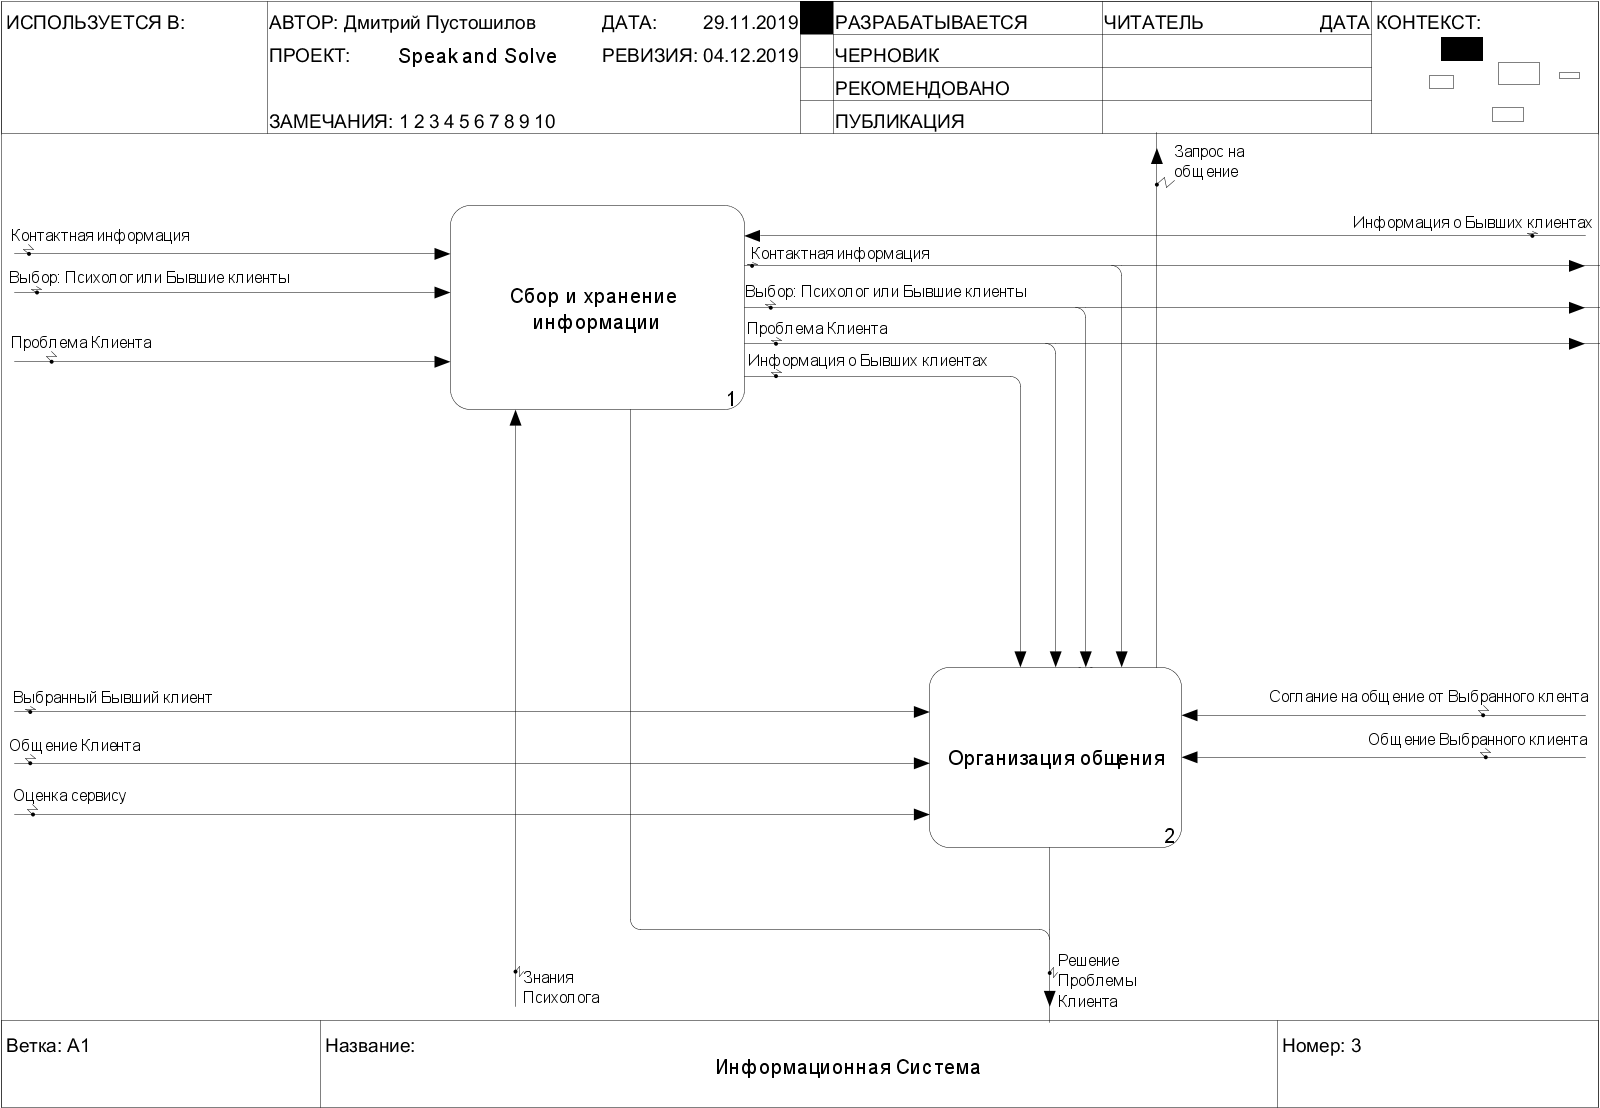 ИСПОЛЬЗУЕТСЯ В:
АВТОР: Дмитрий Пустошилов
ДАТА: 29.11.2019
РАЗРАБАТЫВАЕТСЯ
ЧИТАТЕЛЬ
ДАТА
КОНТЕКСТ:
ПРОЕКТ: Speak and Solve
РЕВИЗИЯ: 04.12.2019
ЧЕРНОВИК
РЕКОМЕНДОВАНО
ЗАМЕЧАНИЯ: 1 2 3 4 5 6 7 8 9 10
ПУБЛИКАЦИЯ
Запрос на
общение
Контактная информация
Выбор: Психолог или Бывшие клиенты
Проблема Клиента
Сбор и хранение
информации
1
Информация о Бывших клиентах
Контактная информация
Выбор: Психолог или Бывшие клиенты
Проблема Клиента
Информация о Бывших клиентах
Выбранный Бывший клиент
Общение Клиента
Оценка сервису
Организация общения
2
Соглание на общение от Выбранного клента
Общение Выбранного клиента
Знания
Психолога
Решение
Проблемы
Клиента
Ветка: A1
Название:
Информационная Система
Номер: 3